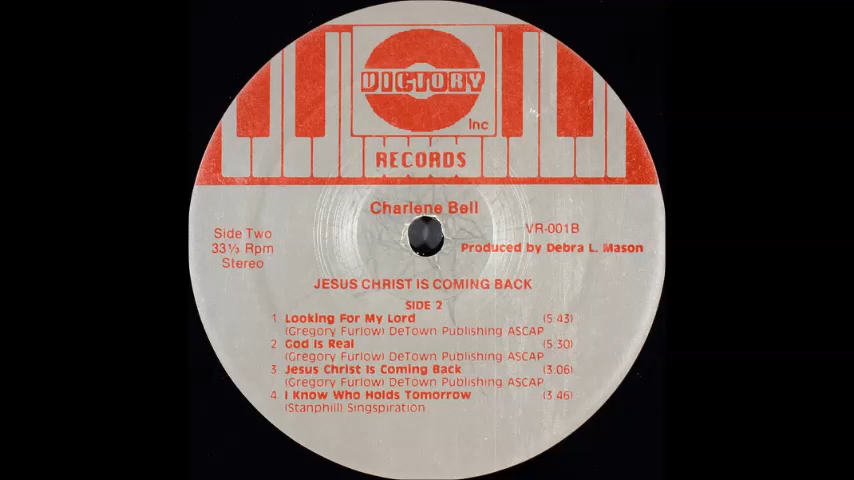 VICTORY
Inc
RECORDS
Charlene Bell
Side Two
33⅓ Rpm
Stereo
VR-001B
Produced by Debra L. Mason
JESUS CHRIST IS COMING BACK
SIDE 2
1 Looking For My Lord (5:43)
(Gregory Furlow) DeTown Publishing ASCAP
2 God Is Real (5:30)
(Gregory Furlow) DeTown Publishing ASCAP
3 Jesus Christ Is Coming Back (3:06)
(Gregory Furlow) DeTown Publishing ASCAP
4 I Know Who Holds Tomorrow (3:46)
(Stanphill) Singspiration